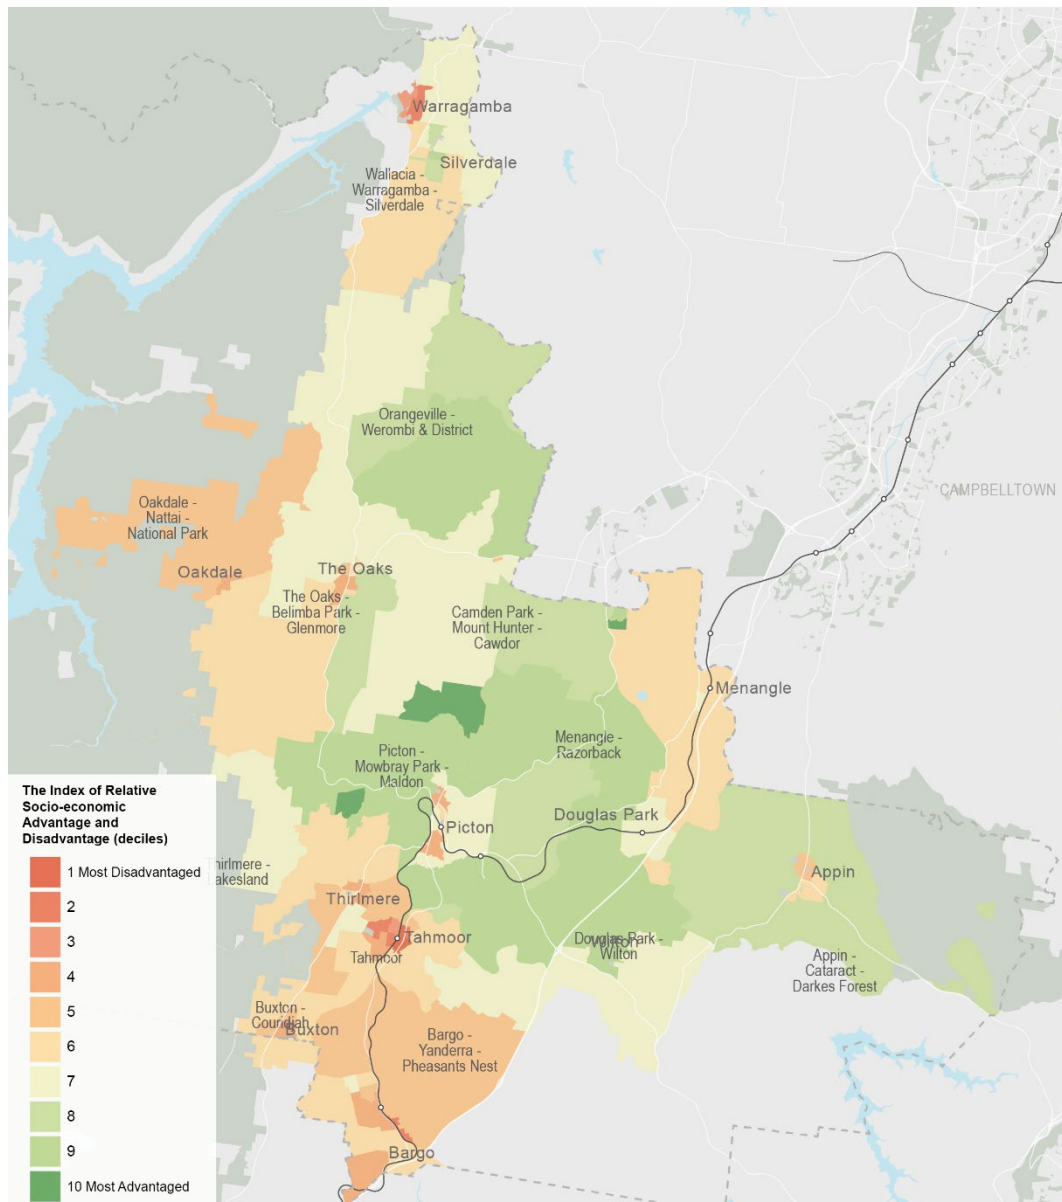 Warragamba
Silverdale
Wallacia -
Warragamba -
Silverdale
Orangeville -
Werombi & District
CAMPBELLTOWN
Oakdale -
Nattai -
National Park
Oakdale
The Oaks
The Oaks -
Belimba Park -
Glenmore
Camden Park -
Mount Hunter -
Cawdor
Menangle
Menangle -
Razorback
Picton -
Mowbray Park -
Maldon
Douglas Park
Picton
Thirlmere -
Lakesland
Appin
Thirlmere
Tahmoor
Tahmoor
Douglas Park -
Wilton
Wilton
Appin -
Cataract -
Darkes Forest
Buxton -
Couridjah
Buxton
Bargo -
Yanderra -
Pheasants Nest
Bargo
The Index of Relative
Socio-economic
Advantage and
Disadvantage (deciles)
1 Most Disadvantaged
2
3
4
5
6
7
8
9
10 Most Advantaged